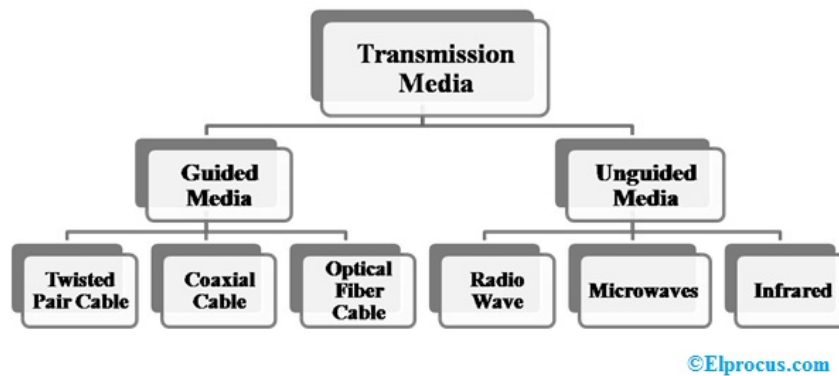 Transmission
Media
Guided
Media
Unguided
Media
Twisted
Pair Cable
Coaxial
Cable
Optical
Fiber
Cable
Radio
Wave
Microwaves
Infrared
©Elprocus.com